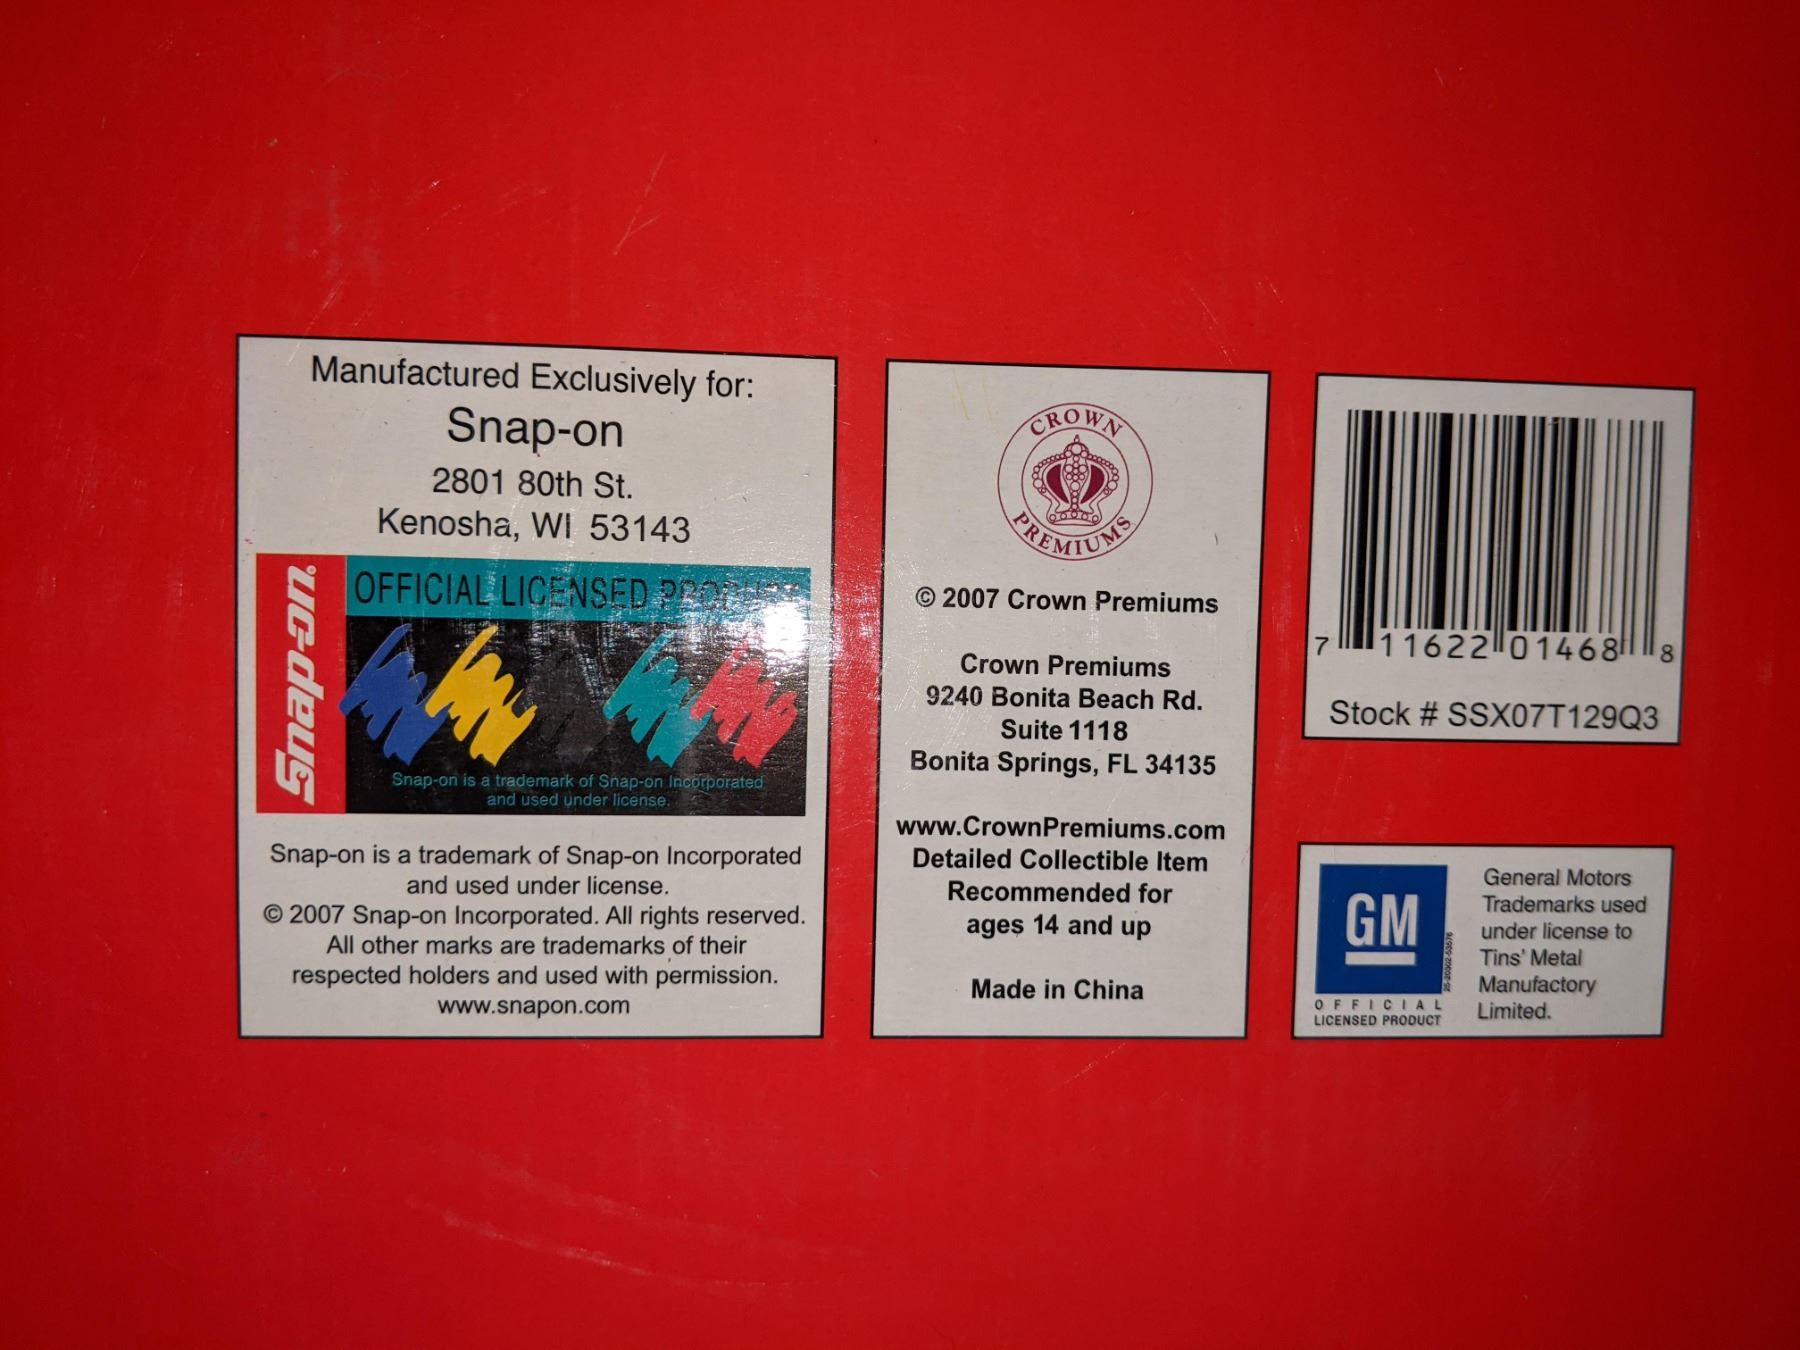 Manufactured Exclusively for:
Snap-on
2801 80th St.
Kenosha, WI 53143
Snap-on®
OFFICIAL LICENSED PRODUCT
Snap-on is a trademark of Snap-on Incorporated
and used under license.
Snap-on is a trademark of Snap-on Incorporated
and used under license.
© 2007 Snap-on Incorporated. All rights reserved.
All other marks are trademarks of their
respected holders and used with permission.
www.snapon.com
CROWN
PREMIUMS
© 2007 Crown Premiums
Crown Premiums
9240 Bonita Beach Rd.
Suite 1118
Bonita Springs, FL 34135
www.CrownPremiums.com
Detailed Collectible Item
Recommended for
ages 14 and up
Made in China
7 11622 01468 8
Stock # SSX07T129Q3
GM
OFFICIAL
LICENSED PRODUCT
General Motors
Trademarks used
under license to
Tins' Metal
Manufactory
Limited.